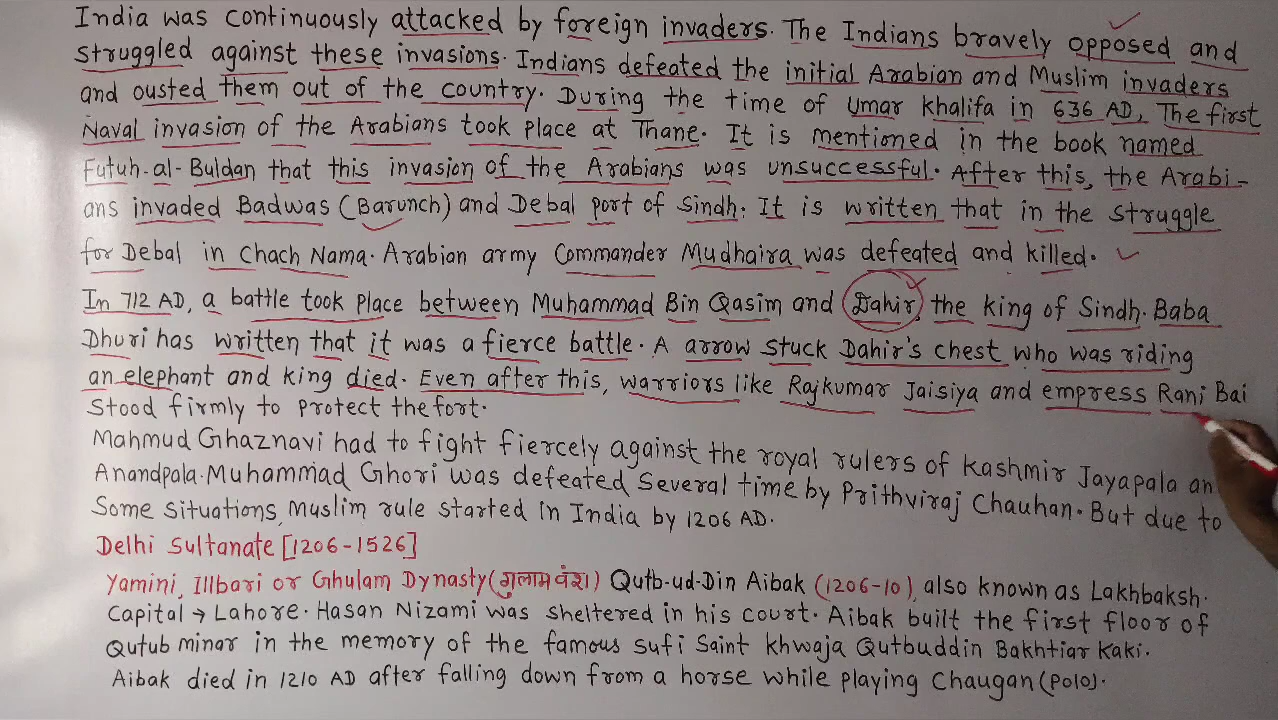 India was continuously attacked by foreign invaders. The Indians bravely opposed and
struggled against these invasions. Indians defeated the initial Arabian and Muslim invaders
and ousted them out of the country. During the time of Umar Khalifa in 636 AD, The first
Naval invasion of the Arabians took place at Thane. It is mentioned in the book named
Futuh-al-Buldan that this invasion of the Arabians was unsuccessful. After this, the Arabi-
ans invaded Badwas (Barunch) and Debal port of Sindh. It is written that in the struggle
for Debal in Chach Nama. Arabian army Commander Mudhaira was defeated and killed.
In 712 AD, a battle took place between Muhammad Bin Qasim and Dahir, the king of Sindh. Baba
Dhuri has written that it was a fierce battle. A arrow stuck Dahir's chest who was riding
an elephant and king died. Even after this, warriors like Rajkumar Jaisiya and empress Rani Bai
stood firmly to protect the fort.
Mahmud Ghaznavi had to fight fiercely against the royal rulers of Kashmir Jayapala an
Anandpala. Muhammad Ghori was defeated several time by Prithviraj Chauhan. But due to
Some situations, Muslim rule started in India by 1206 AD.
Delhi Sultanate [1206-1526]
Yamini, Illbari or Ghulam Dynasty (गुलाम वंश) Qutb-ud-Din Aibak (1206-10), also known as Lakhbaksh.
Capital → Lahore. Hasan Nizami was sheltered in his court. Aibak built the first floor of
Qutub minar in the memory of the famous sufi Saint Khwaja Qutbuddin Bakhtiar Kaki.
Aibak died in 1210 AD after falling down from a horse while playing Chaugan (Polo).